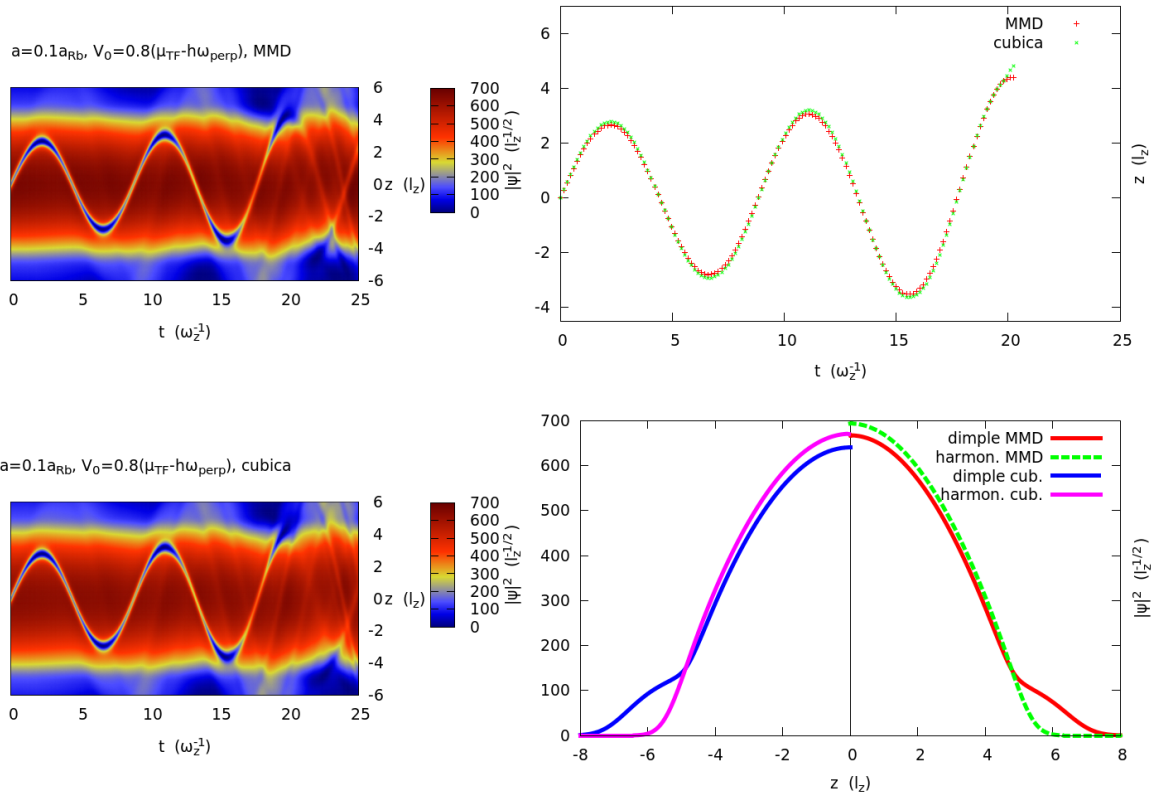 a=0.1a_Rb, V_0=0.8(μ_TF-ħω_perp), MMD
6
4
2
0
-2
-4
-6
z (l_z)
0 5 10 15 20 25
t (ω_z^-1)
700
600
500
400
300
200
100
0
|ψ|^2 (l_z^-1/2)
MMD
cubica
6
4
2
0
-2
-4
z (l_z)
0 5 10 15 20 25
t (ω_z^-1)
a=0.1a_Rb, V_0=0.8(μ_TF-ħω_perp), cubica
6
4
2
0
-2
-4
-6
z (l_z)
0 5 10 15 20 25
t (ω_z^-1)
700
600
500
400
300
200
100
0
|ψ|^2 (l_z^-1/2)
dimple MMD
harmon. MMD
dimple cub.
harmon. cub.
700
600
500
400
300
200
100
0
-8 -6 -4 -2 0 2 4 6 8
z (l_z)
|ψ|^2 (l_z^-1/2)